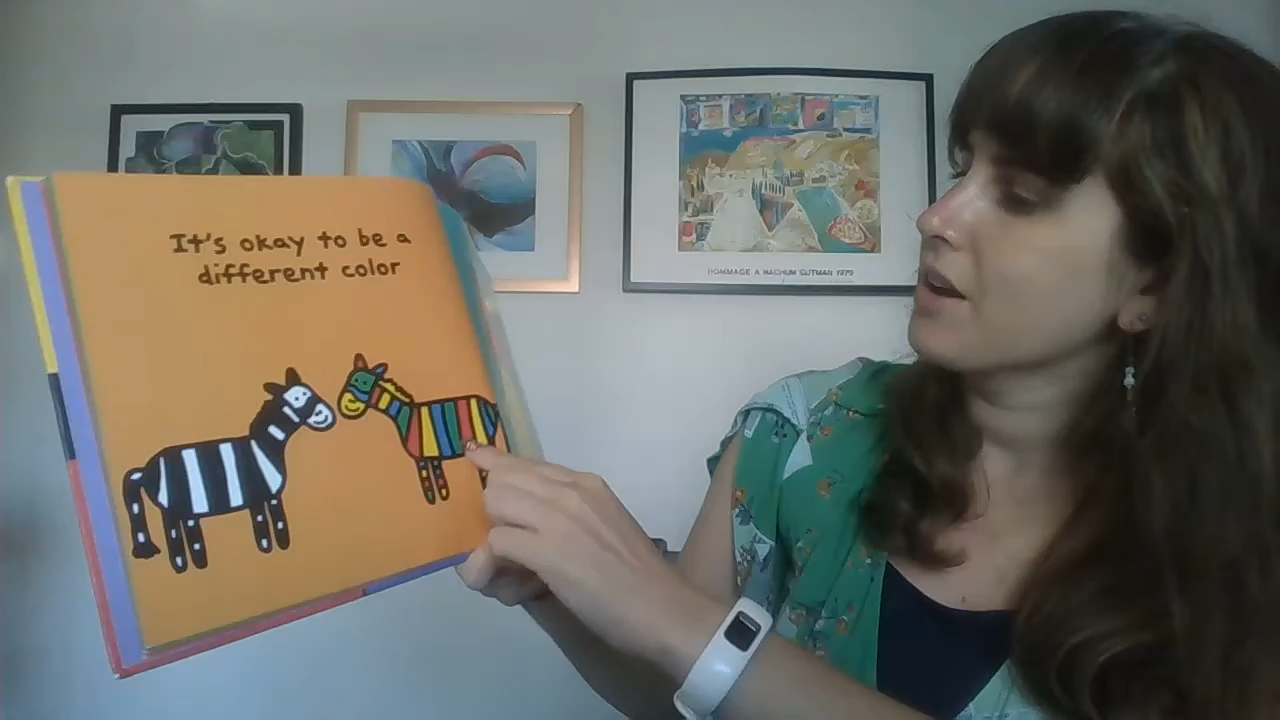 It's okay to be a
different color
HOMMAGE A NACHUM GUTMAN 1979